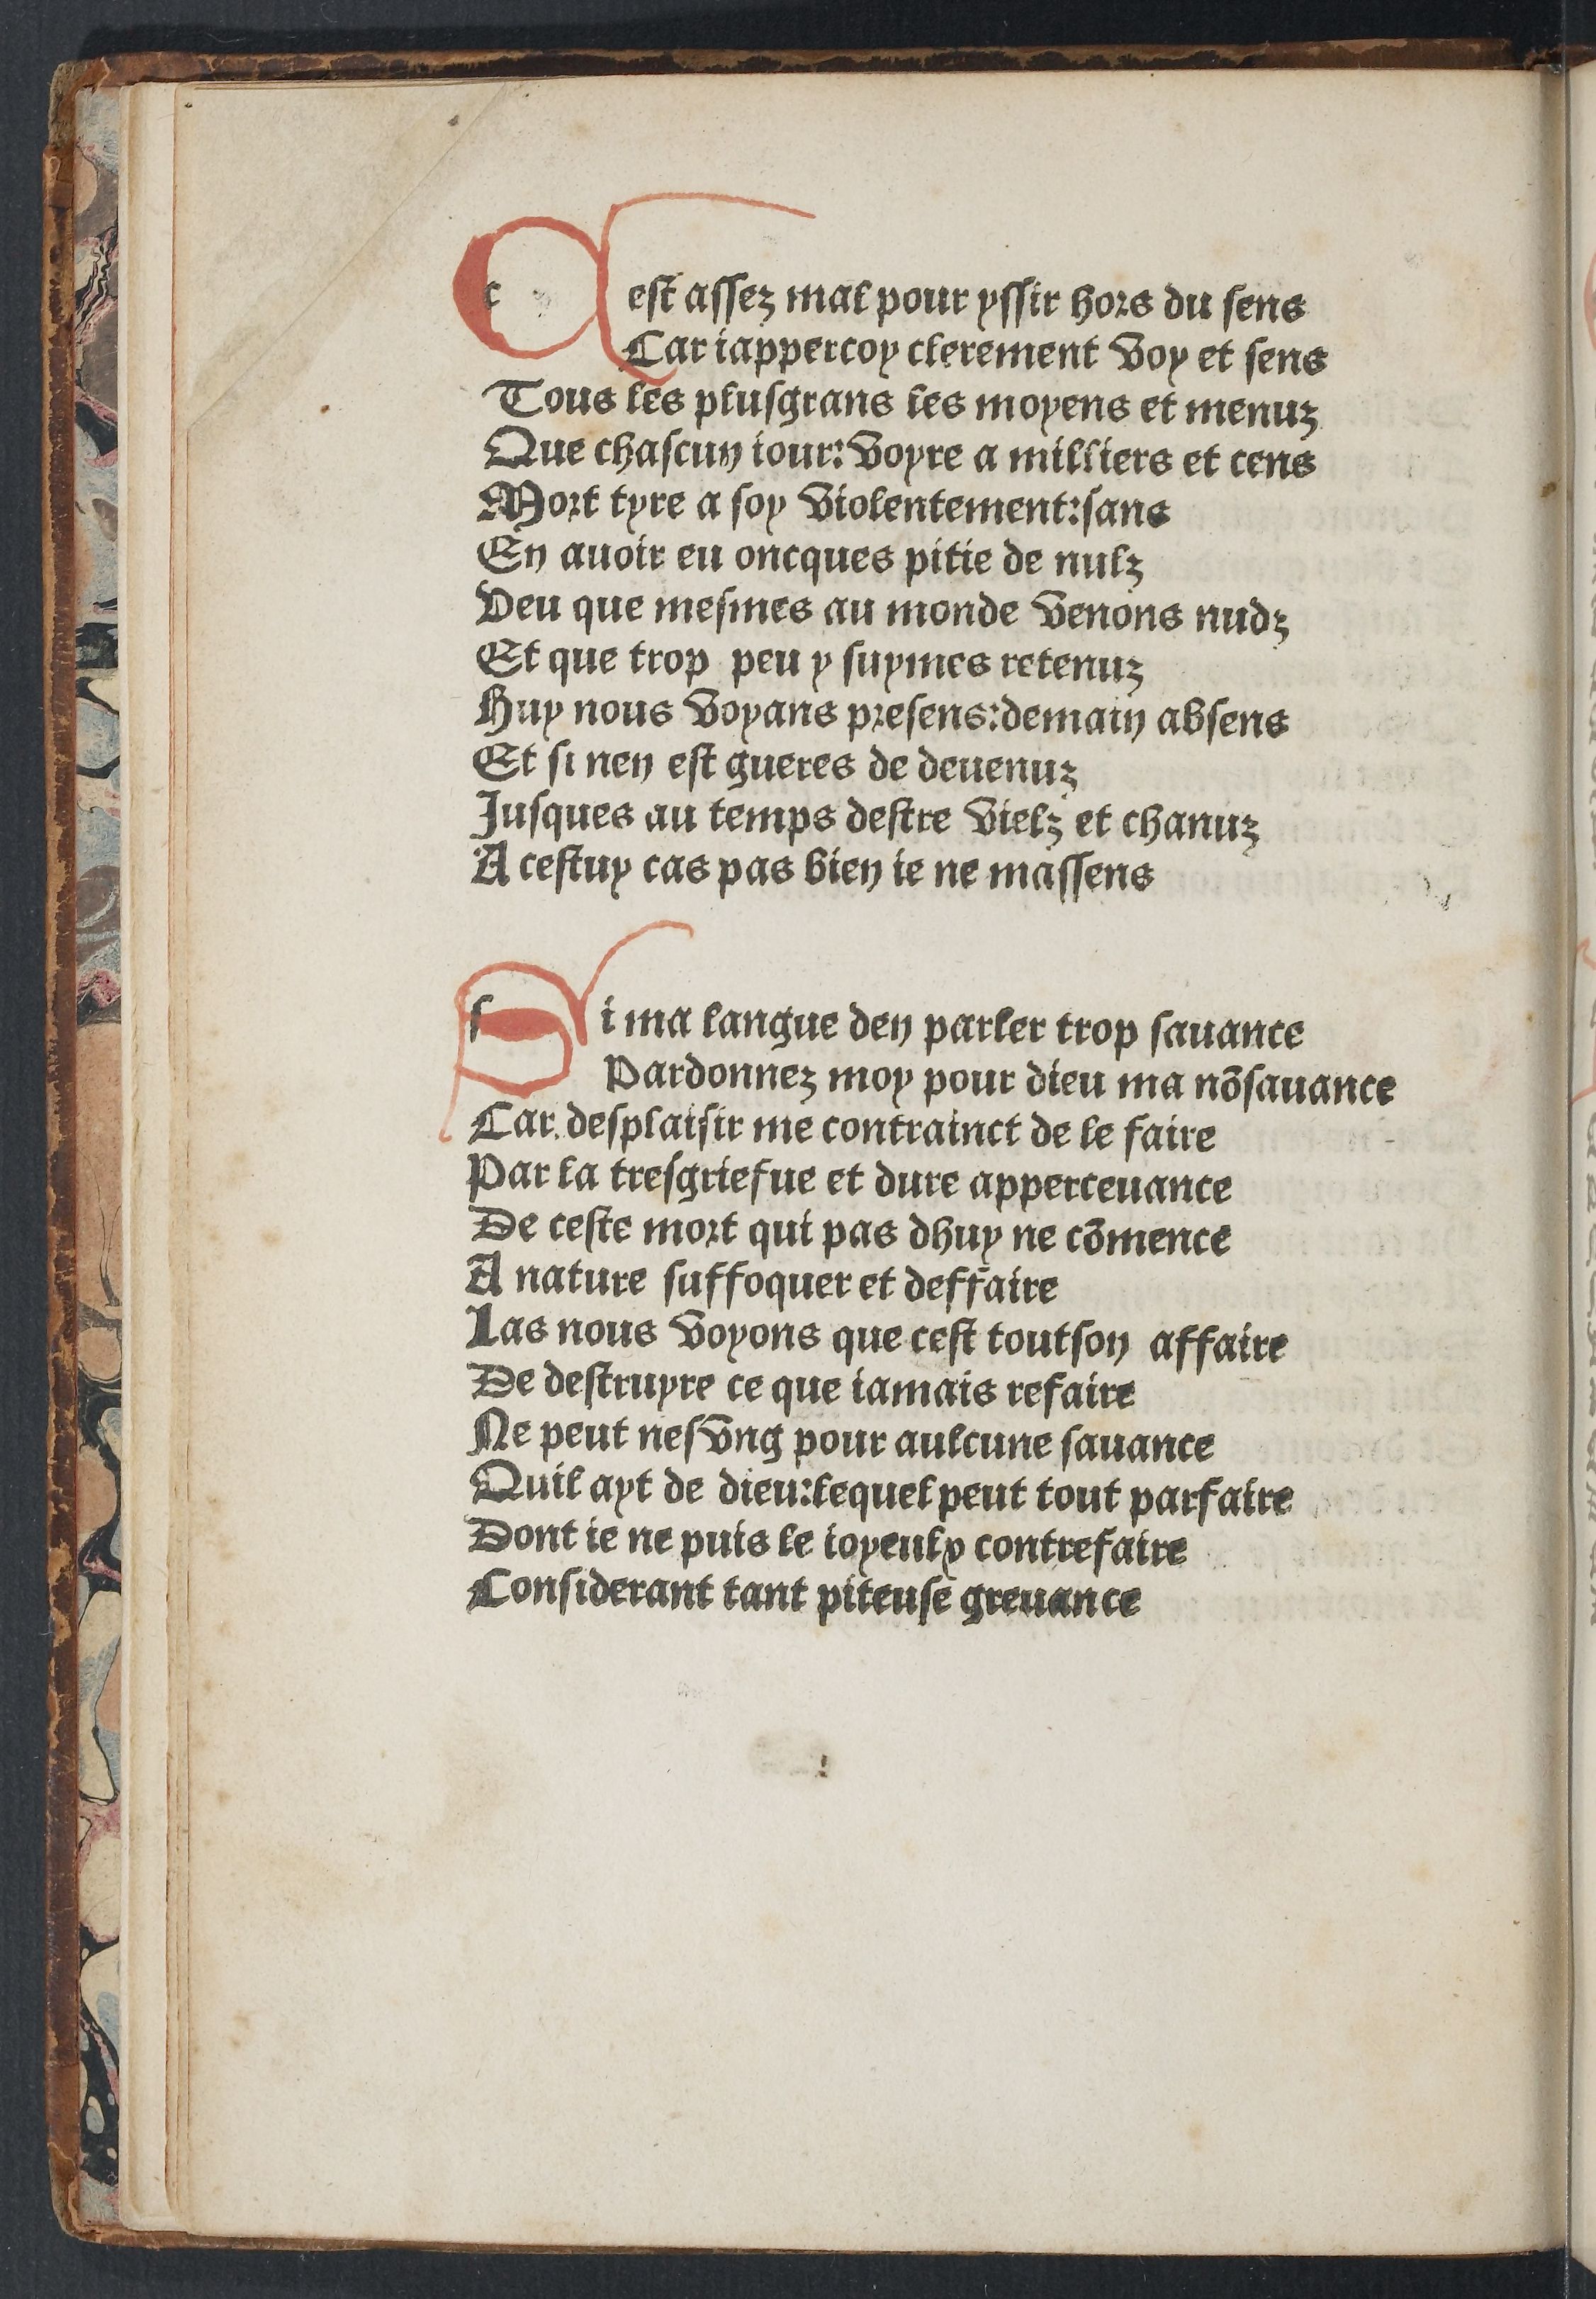 C est assez mal pour yssir hors du sens
Car iappercoy clerement voy et sens
Tous les plusgrans les moyens et menuz
Que chascun iour: voyre a milliers et cens
Mort tyre a soy violentement:sans
En auoir eu oncques pitie de nulz
Veu que mesmes au monde venons nudz
Et que trop peu y suymes retenuz
Huy nous voyans presens:demain absens
Et si nen est gueres de deuenuz
Jusques au temps destre vielz et chanuz
A cestuy cas pas bien ie ne massens
S i ma langue den parler trop sauance
Pardonnez moy pour dieu ma nõsauance
Car desplaisir me contrainct de le faire
Par la tresgriefue et dure apperceuance
De ceste mort qui pas dhuy ne cõmence
A nature suffoquer et deffaire
Las nous voyons que cest toutson affaire
De destruyre ce que iamais refaire
Ne peut nesvng pour aulcune sauance
Quil ayt de dieu:lequel peut tout parfaire
Dont ie ne puis le ioyeulx contrefaire
Considerant tant piteuse greuance